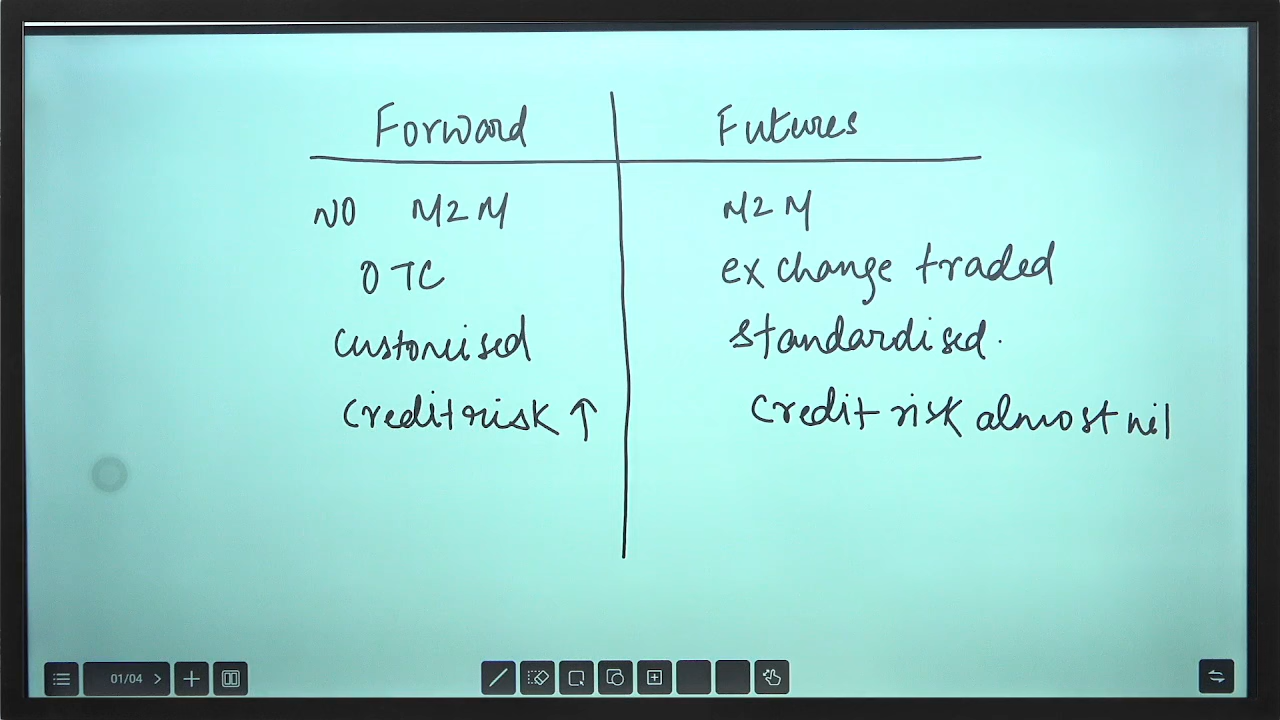 Forward Futures
NO M2M M2M
OTC exchange traded
Customised standardised.
Credit risk ↑ Credit risk almost nil
01/04